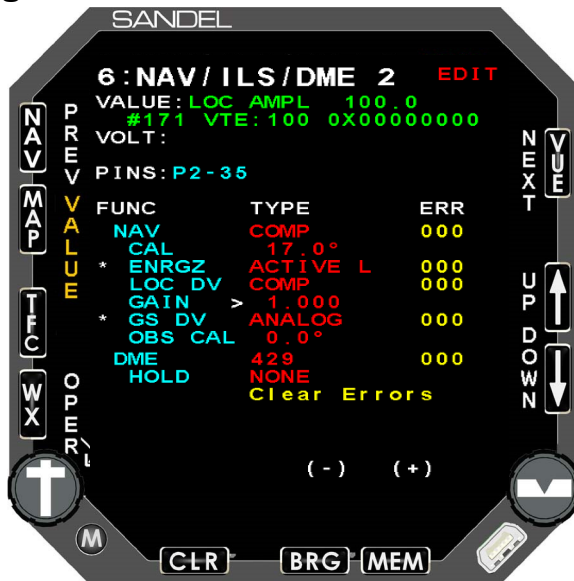 SANDEL
6:NAV/ILS/DME 2 EDIT
VALUE:LOC AMPL 100.0
#171 VTE:100 0X00000000
VOLT:
PINS:P2-35
FUNC TYPE ERR
NAV COMP 000
CAL 17.0°
* ENRGZ ACTIVE L 000
LOC DV COMP 000
GAIN > 1.000
* GS DV ANALOG 000
OBS CAL 0.0°
DME 429 000
HOLD NONE
Clear Errors
(-) (+)
NAV
MAP
TFC
WX
PREV VALUE
OPER
NEXT
VUE
UP
DOWN
M
CLR
BRG
MEM